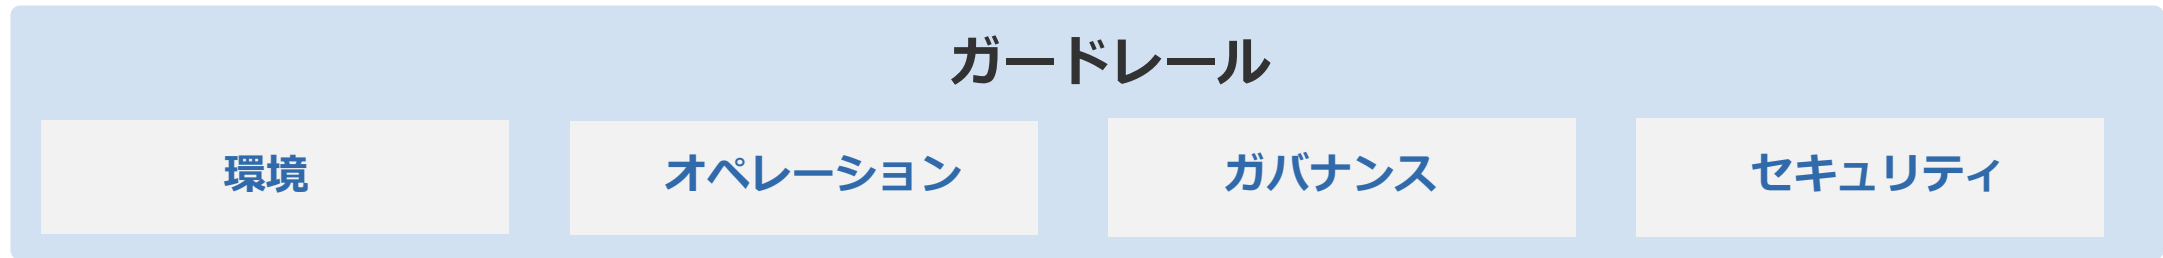 ガードレール
環境
オペレーション
ガバナンス
セキュリティ